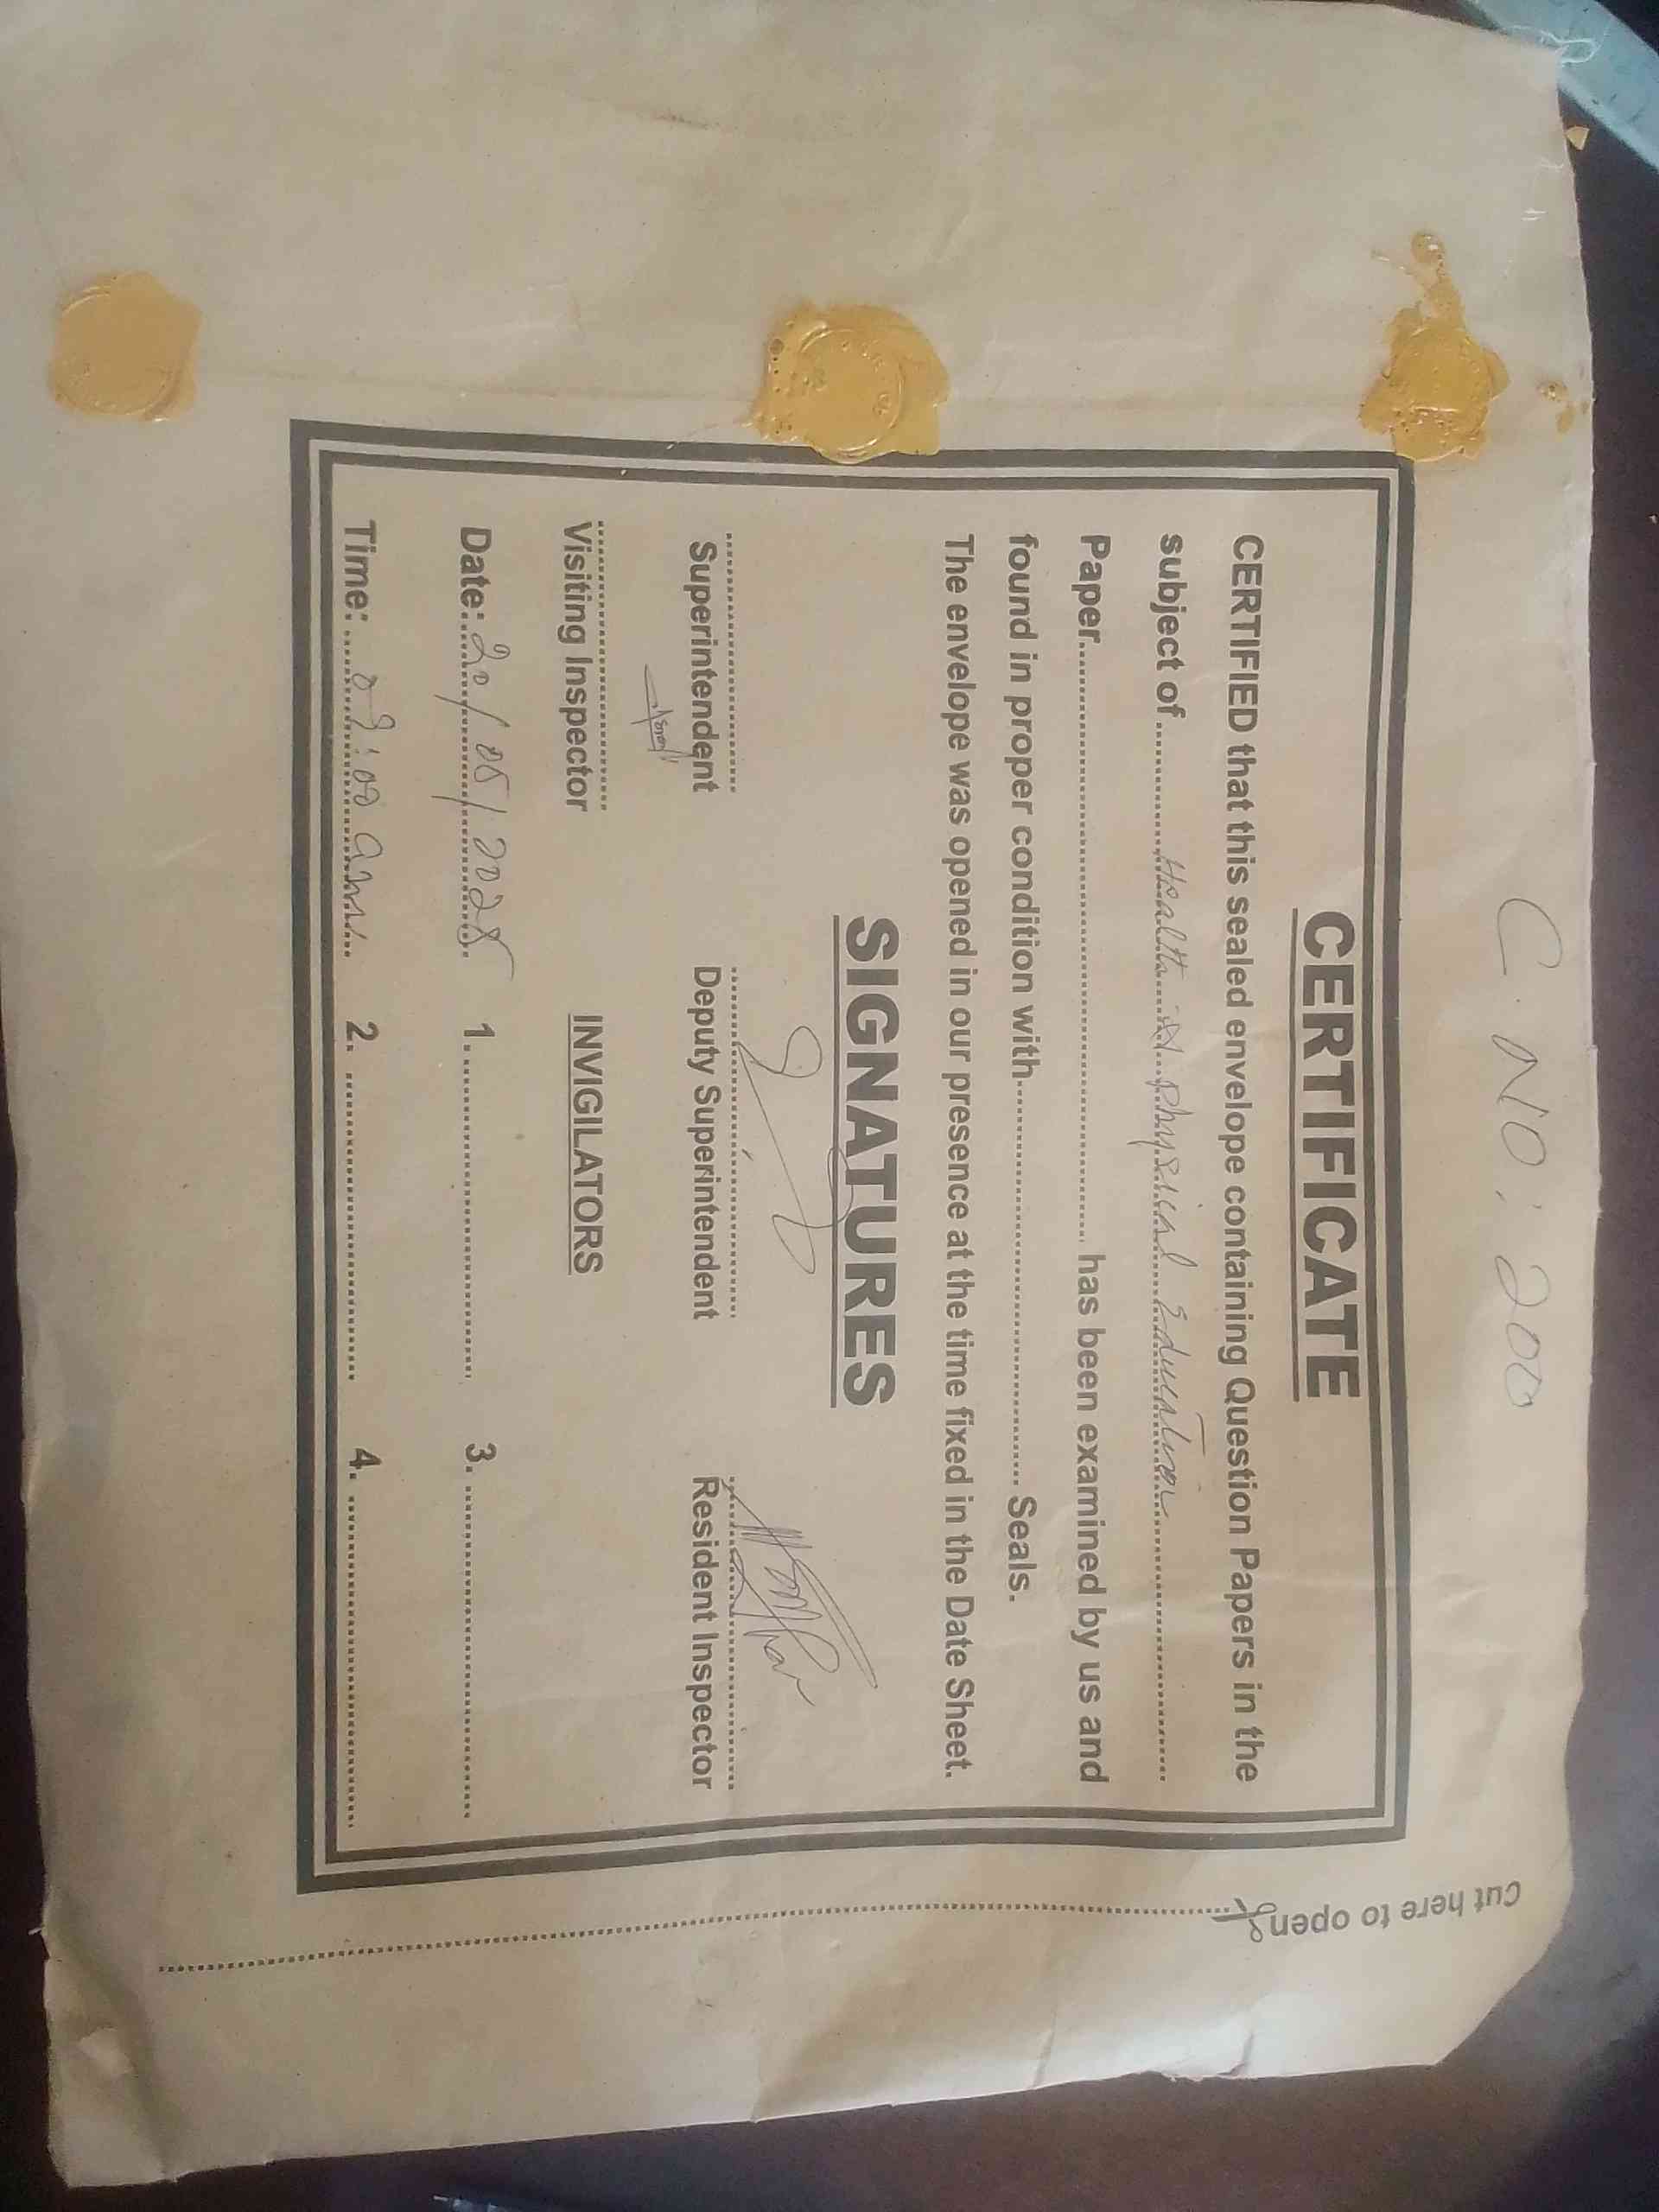 C. NO: 200
CERTIFICATE
CERTIFIED that this sealed envelope containing Question Papers in the
subject of ............Health & Physical Education............
Paper............ has been examined by us and
found in proper condition with............ Seals.
The envelope was opened in our presence at the time fixed in the Date Sheet.
SIGNATURES
Superintendent Deputy Superintendent Resident Inspector
Visiting Inspector INVIGILATORS
Date: 20/05/2025 1. ............ 3. ............
Time: 09:00 am 2. ............ 4. ............
Cut here to open